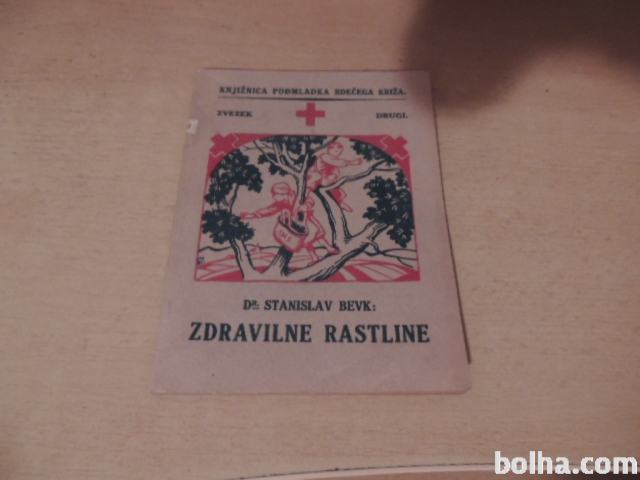 KNJIŽNICA PODMLADKA RDEČEGA KRIŽA.
ZVEZEK DRUGI.
DR. STANISLAV BEVK:
ZDRAVILNE RASTLINE
bolha.com